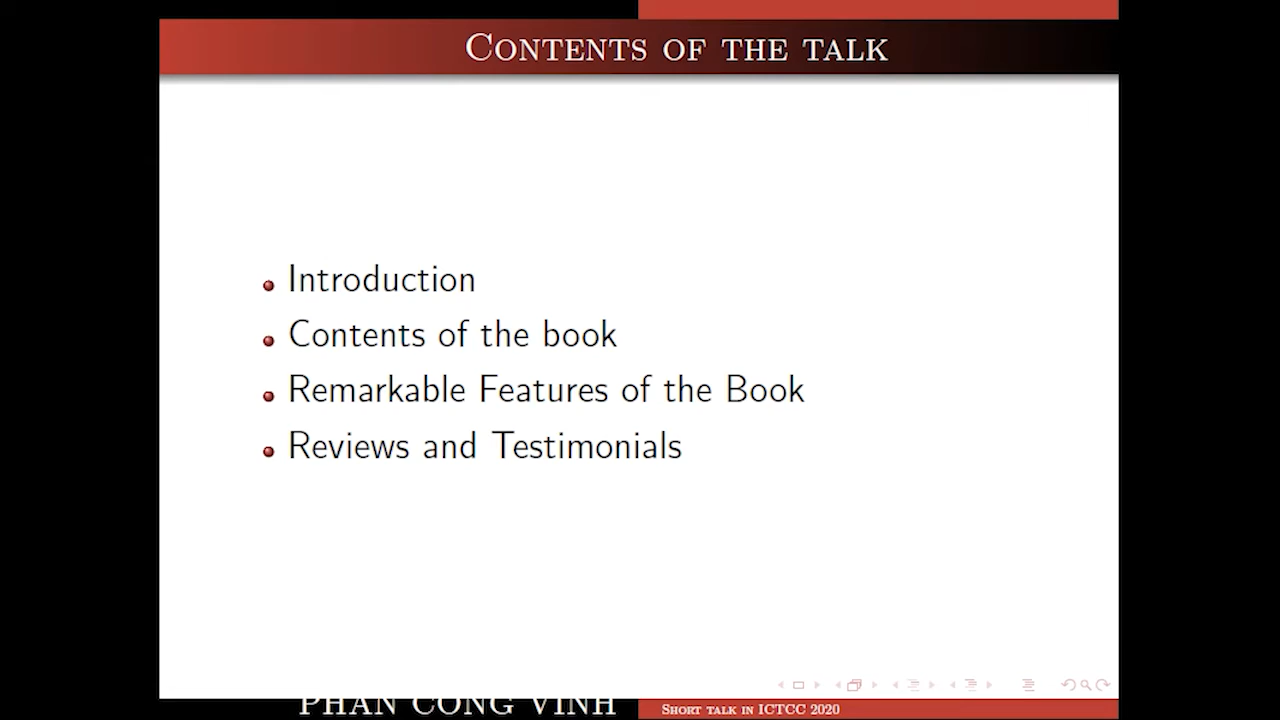 Contents of the talk
Introduction
Contents of the book
Remarkable Features of the Book
Reviews and Testimonials
PHAN CONG VINH
Short talk in ICTCC 2020